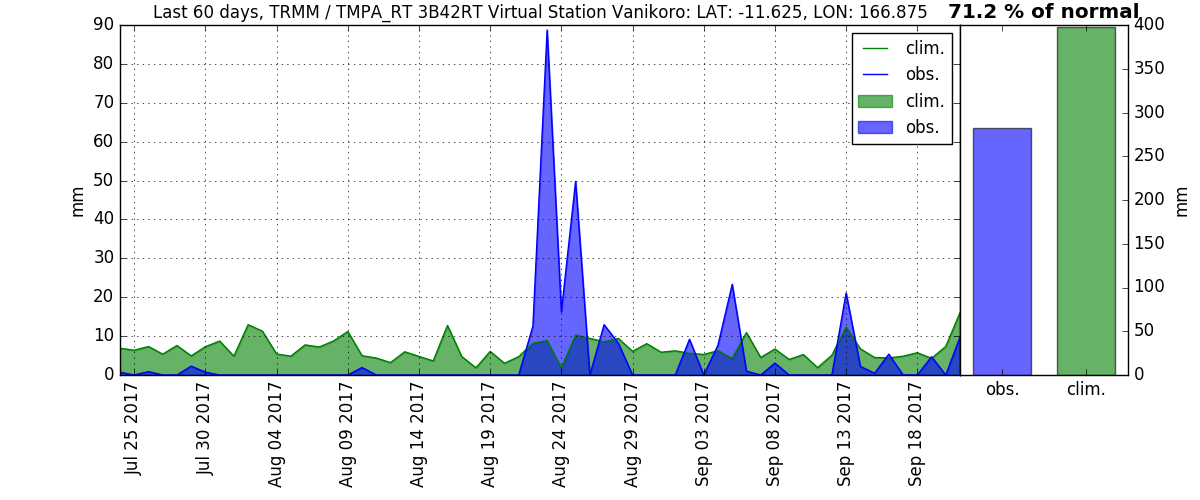 Last 60 days, TRMM / TMPA_RT 3B42RT Virtual Station Vanikoro: LAT: -11.625, LON: 166.875
71.2 % of normal
90
80
70
60
50
40
30
20
10
0
mm
clim.
obs.
clim.
obs.
Jul 25 2017
Jul 30 2017
Aug 04 2017
Aug 09 2017
Aug 14 2017
Aug 19 2017
Aug 24 2017
Aug 29 2017
Sep 03 2017
Sep 08 2017
Sep 13 2017
Sep 18 2017
400
350
300
250
200
150
100
50
0
mm
obs.
clim.